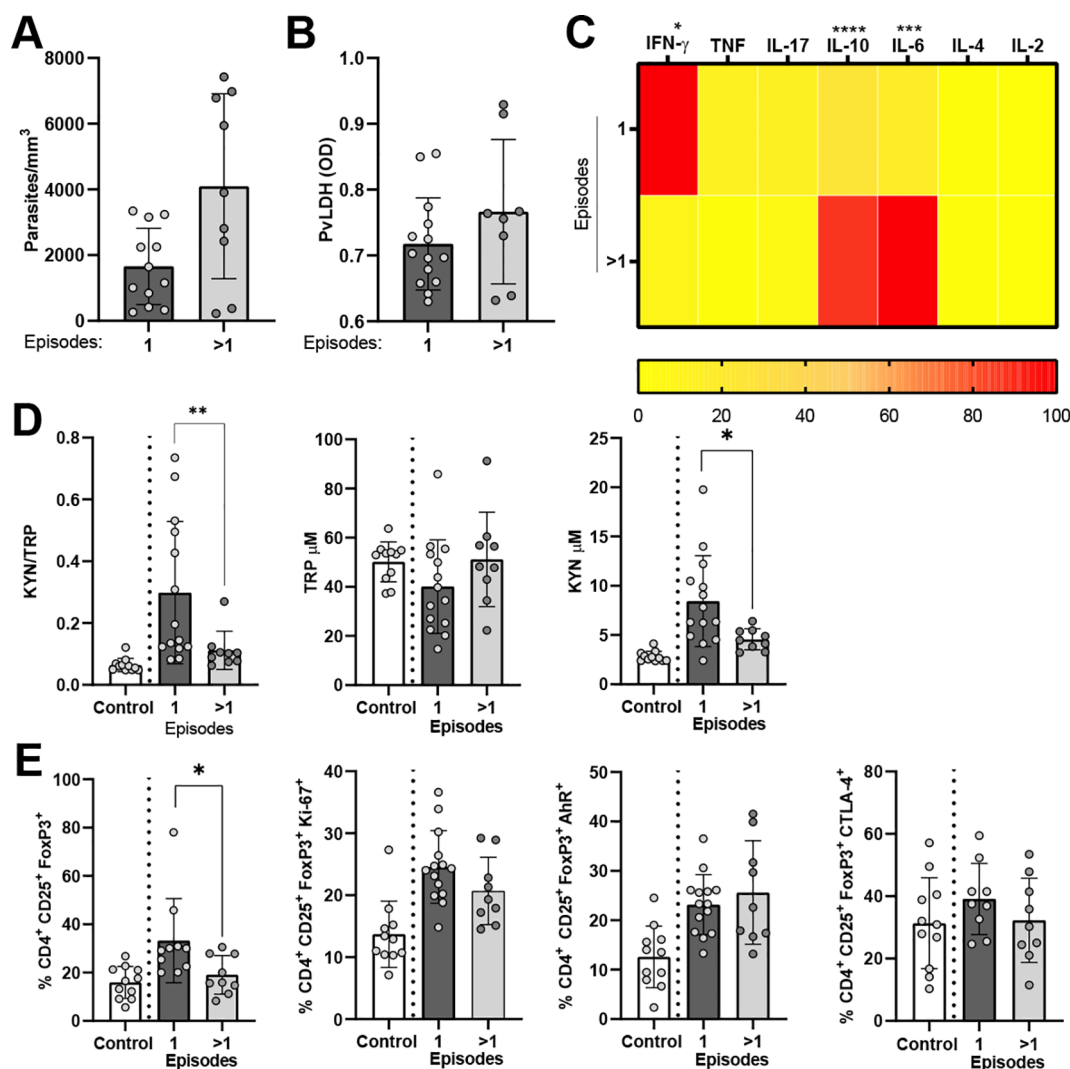 A
Parasites/mm³
8000
6000
4000
2000
0
Episodes: 1 >1
B
PvLDH (OD)
1.0
0.9
0.8
0.7
0.6
Episodes: 1 >1
C
* **** ***
IFN-γ TNF IL-17 IL-10 IL-6 IL-4 IL-2
Episodes
1
>1
0 20 40 60 80 100
D
KYN/TRP
0.8
0.6
0.4
0.2
0.0
**
Control 1 >1
Episodes
TRP μM
100
80
60
40
20
0
Control 1 >1
Episodes
KYN μM
25
20
15
10
5
0
*
Control 1 >1
Episodes
E
% CD4⁺ CD25⁺ FoxP3⁺
100
80
60
40
20
0
*
Control 1 >1
Episodes
% CD4⁺ CD25⁺ FoxP3⁺ Ki-67⁺
40
30
20
10
0
Control 1 >1
Episodes
% CD4⁺ CD25⁺ FoxP3⁺ AhR⁺
50
40
30
20
10
0
Control 1 >1
Episodes
% CD4⁺ CD25⁺ FoxP3⁺ CTLA-4⁺
80
60
40
20
0
Control 1 >1
Episodes